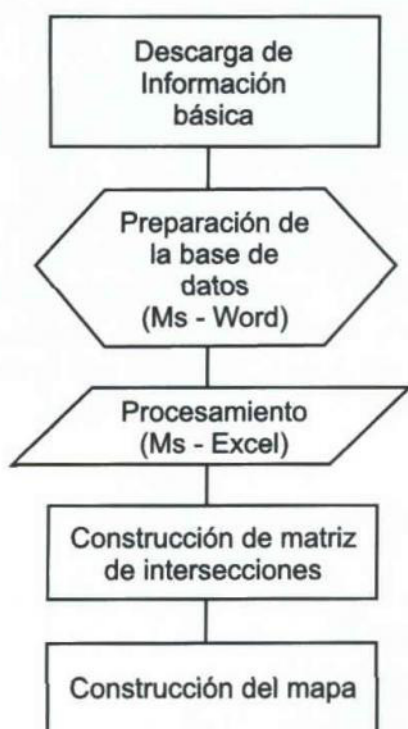 Descarga de
Información
básica
Preparación de
la base de
datos
(Ms - Word)
Procesamiento
(Ms - Excel)
Construcción de matriz
de intersecciones
Construcción del mapa